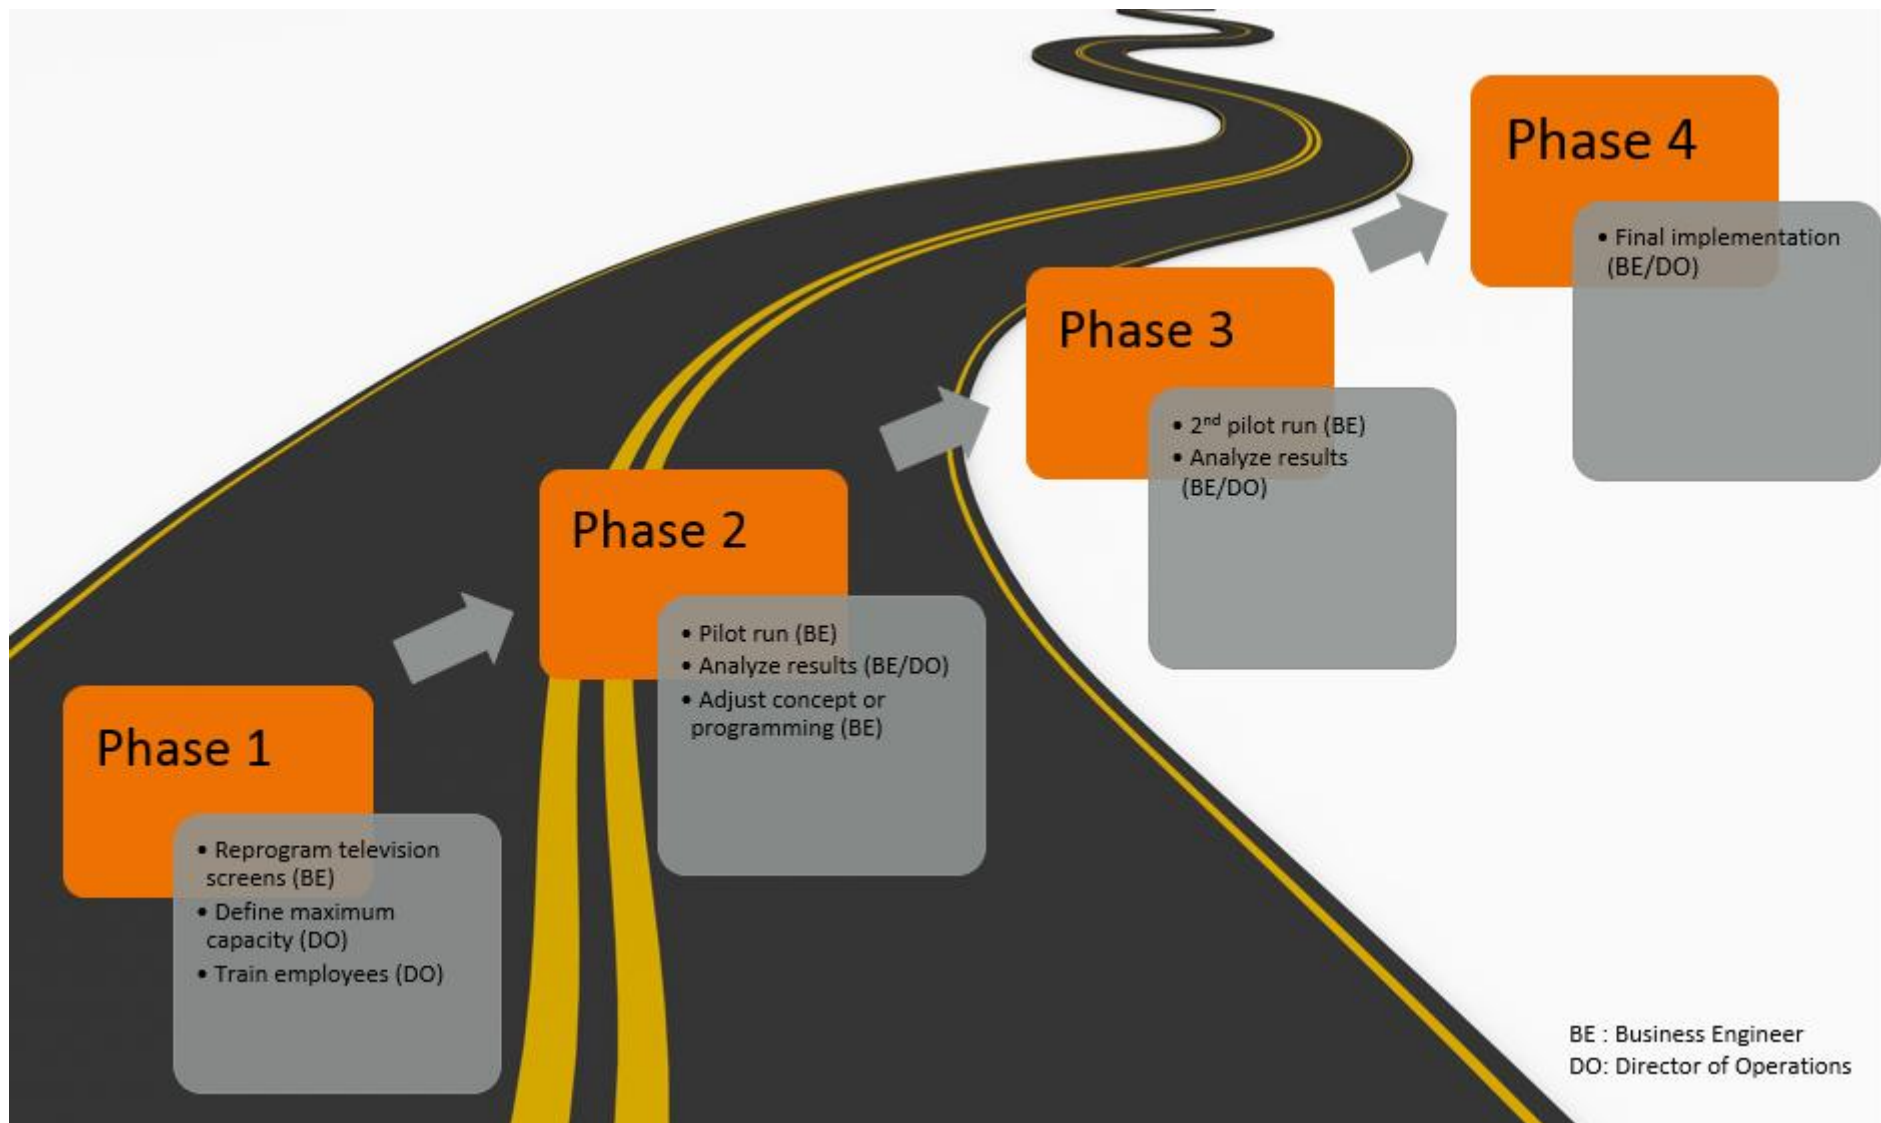 Phase 1
• Reprogram television
screens (BE)
• Define maximum
capacity (DO)
• Train employees (DO)
Phase 2
• Pilot run (BE)
• Analyze results (BE/DO)
• Adjust concept or
programming (BE)
Phase 3
• 2nd pilot run (BE)
• Analyze results
(BE/DO)
Phase 4
• Final implementation
(BE/DO)
BE : Business Engineer
DO: Director of Operations